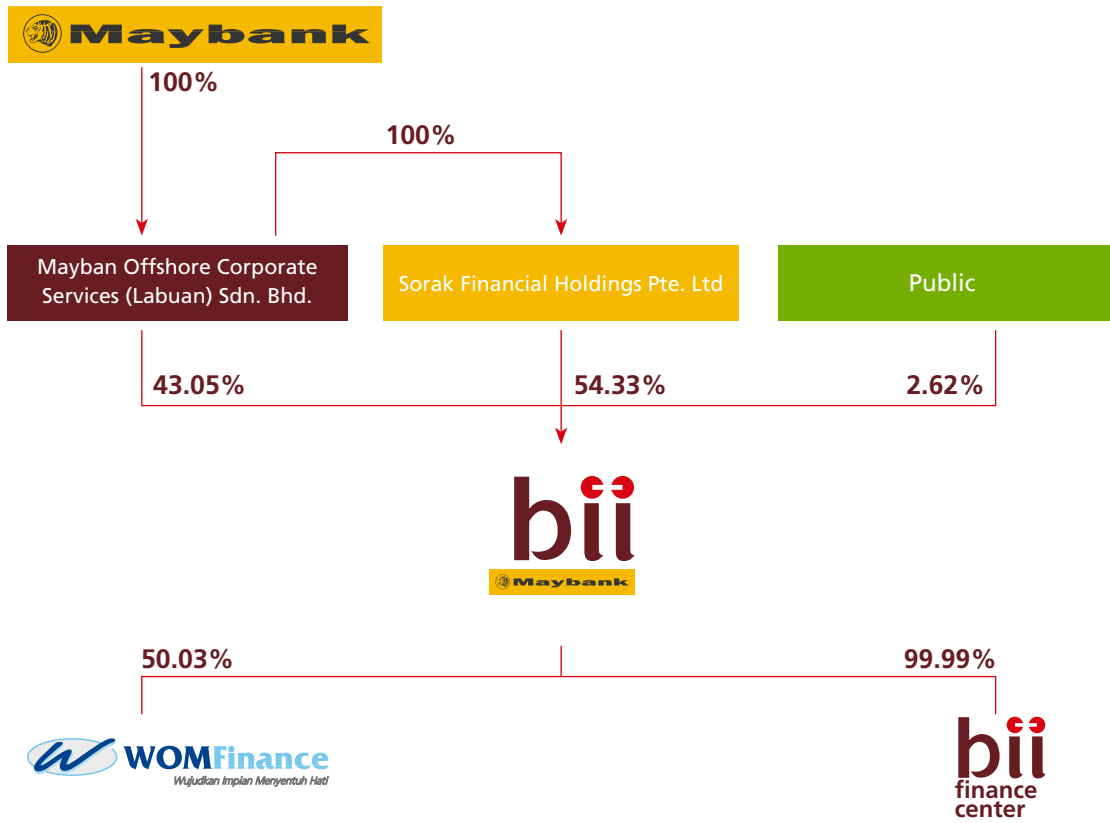 Maybank
100%
100%
Mayban Offshore Corporate
Services (Labuan) Sdn. Bhd.
Sorak Financial Holdings Pte. Ltd
Public
43.05%
54.33%
2.62%
bii
Maybank
50.03%
99.99%
WOMFinance
Wujudkan Impian Menyentuh Hati
bii
finance
center